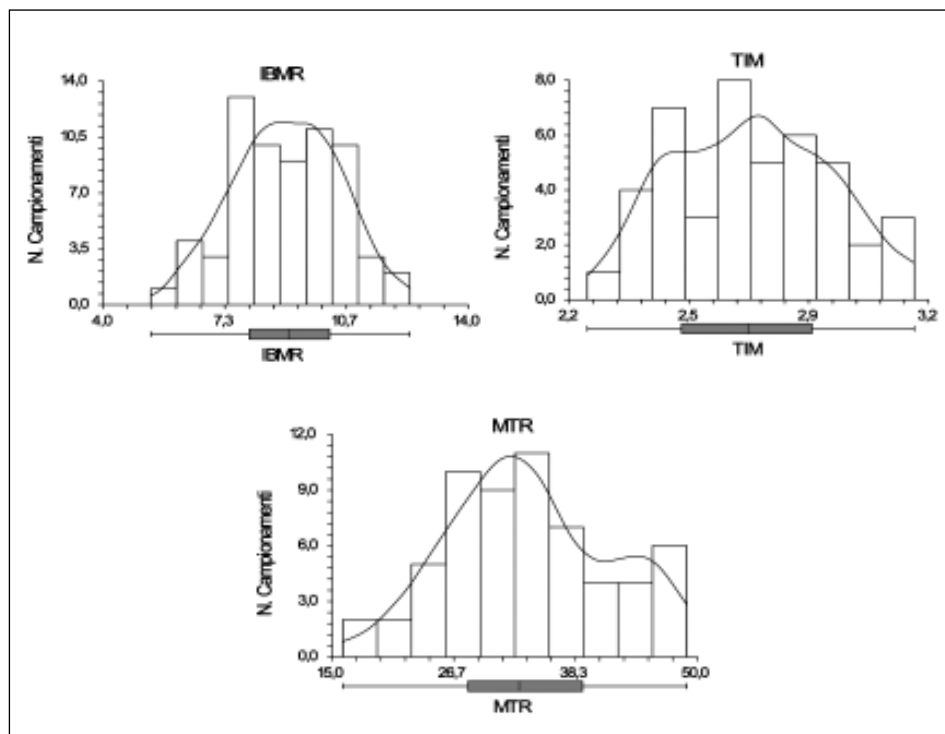 IBMR
14,0
10,5
7,0
3,5
0,0
N. Campionamenti
4,0 7,3 10,7 14,0
IBMR
TIM
8,0
6,0
4,0
2,0
0,0
N. Campionamenti
2,2 2,5 2,9 3,2
TIM
MTR
12,0
9,0
6,0
3,0
0,0
N. Campionamenti
15,0 26,7 38,3 50,0
MTR